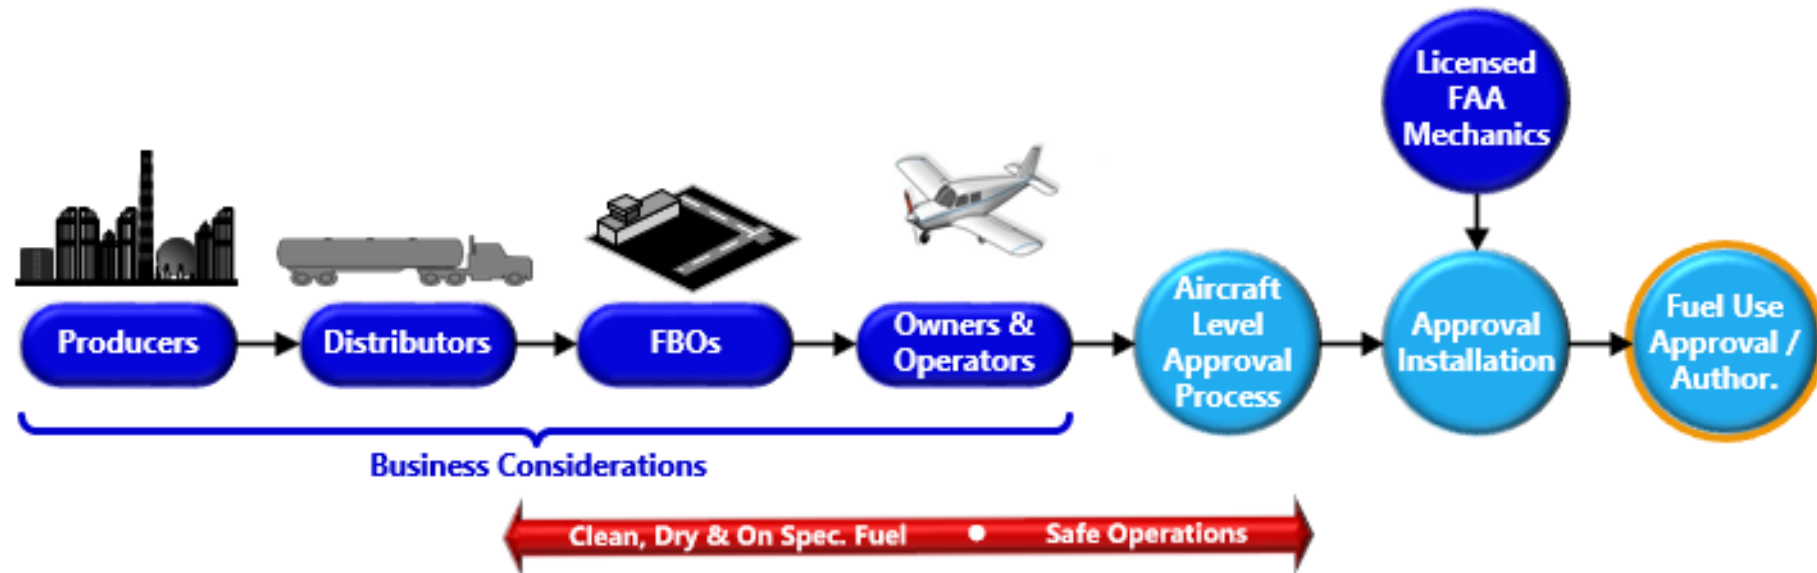 Licensed
FAA
Mechanics
Producers
Distributors
FBOs
Owners &
Operators
Aircraft
Level
Approval
Process
Approval
Installation
Fuel Use
Approval /
Author.
Business Considerations
Clean, Dry & On Spec. Fuel • Safe Operations